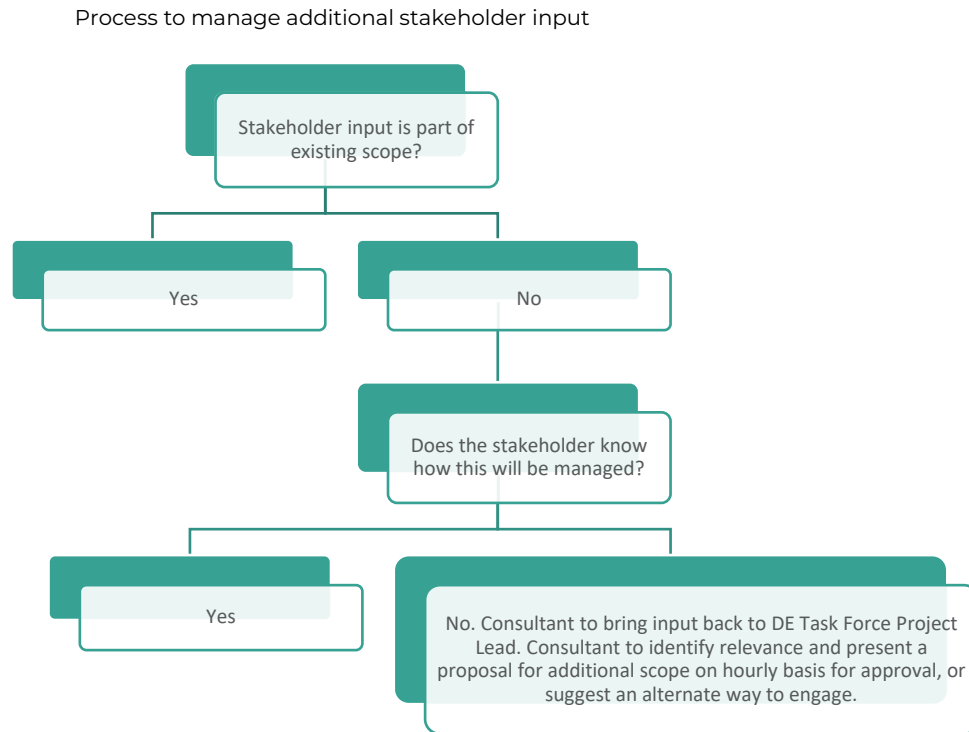 Process to manage additional stakeholder input
Stakeholder input is part of
existing scope?
Yes
No
Does the stakeholder know
how this will be managed?
Yes
No. Consultant to bring input back to DE Task Force Project
Lead. Consultant to identify relevance and present a
proposal for additional scope on hourly basis for approval, or
suggest an alternate way to engage.